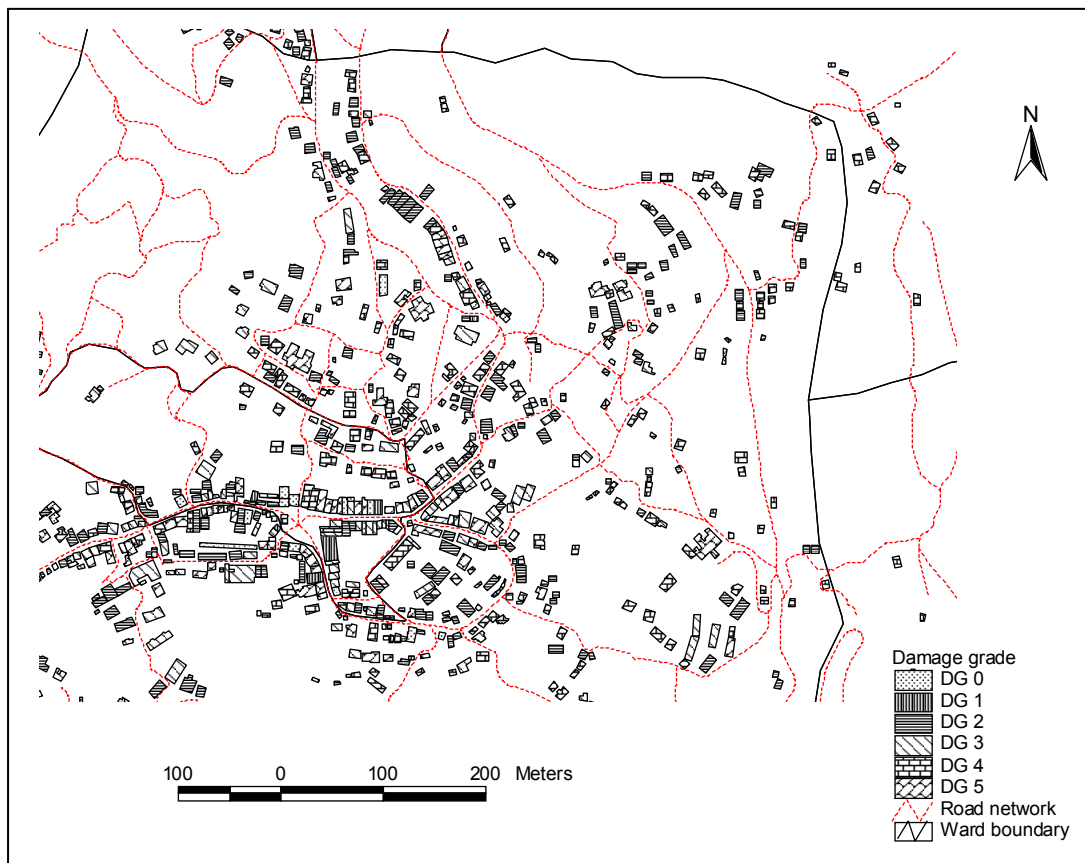 N
Damage grade
DG 0
DG 1
DG 2
DG 3
DG 4
DG 5
Road network
Ward boundary
100 0 100 200 Meters